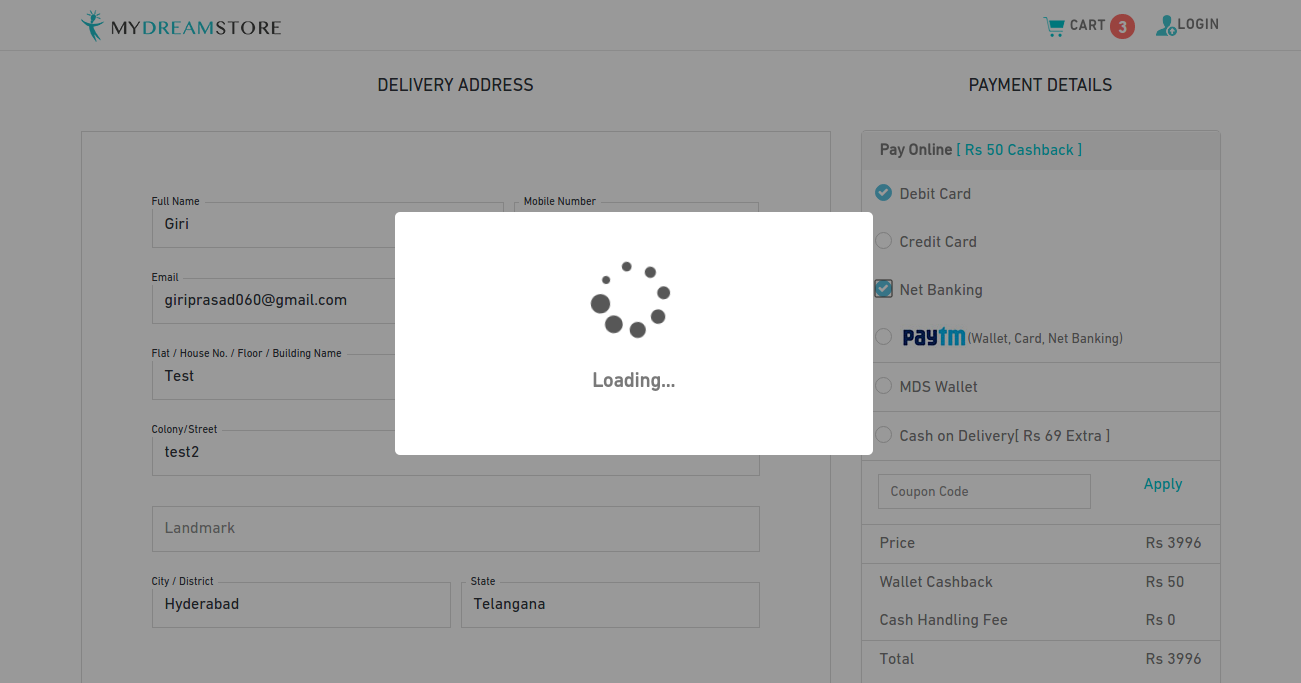 MYDREAMSTORE
CART 3 LOGIN
DELIVERY ADDRESS
PAYMENT DETAILS
Full Name
Giri
Mobile Number
Email
giriprasad060@gmail.com
Flat / House No. / Floor / Building Name
Test
Colony/Street
test2
Landmark
City / District
Hyderabad
State
Telangana
Loading...
Pay Online [ Rs 50 Cashback ]
Debit Card
Credit Card
Net Banking
paytm (Wallet, Card, Net Banking)
MDS Wallet
Cash on Delivery[ Rs 69 Extra ]
Coupon Code Apply
Price Rs 3996
Wallet Cashback Rs 50
Cash Handling Fee Rs 0
Total Rs 3996